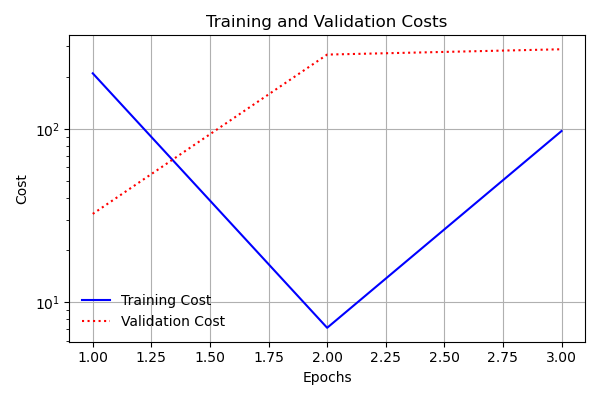 Training and Validation Costs
10²
10¹
Cost
Training Cost
Validation Cost
1.00 1.25 1.50 1.75 2.00 2.25 2.50 2.75 3.00
Epochs